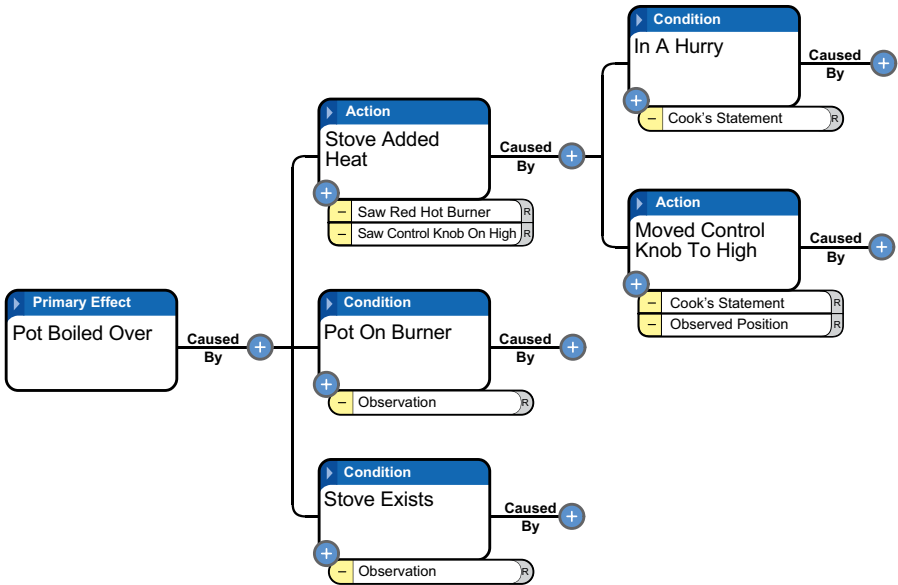 Condition
In A Hurry
Caused
By
Cook's Statement
R
Action
Stove Added
Heat
Caused
By
Saw Red Hot Burner
R
Saw Control Knob On High
R
Action
Moved Control
Knob To High
Caused
By
Cook's Statement
R
Observed Position
R
Primary Effect
Pot Boiled Over
Caused
By
Condition
Pot On Burner
Caused
By
Observation
R
Condition
Stove Exists
Caused
By
Observation
R